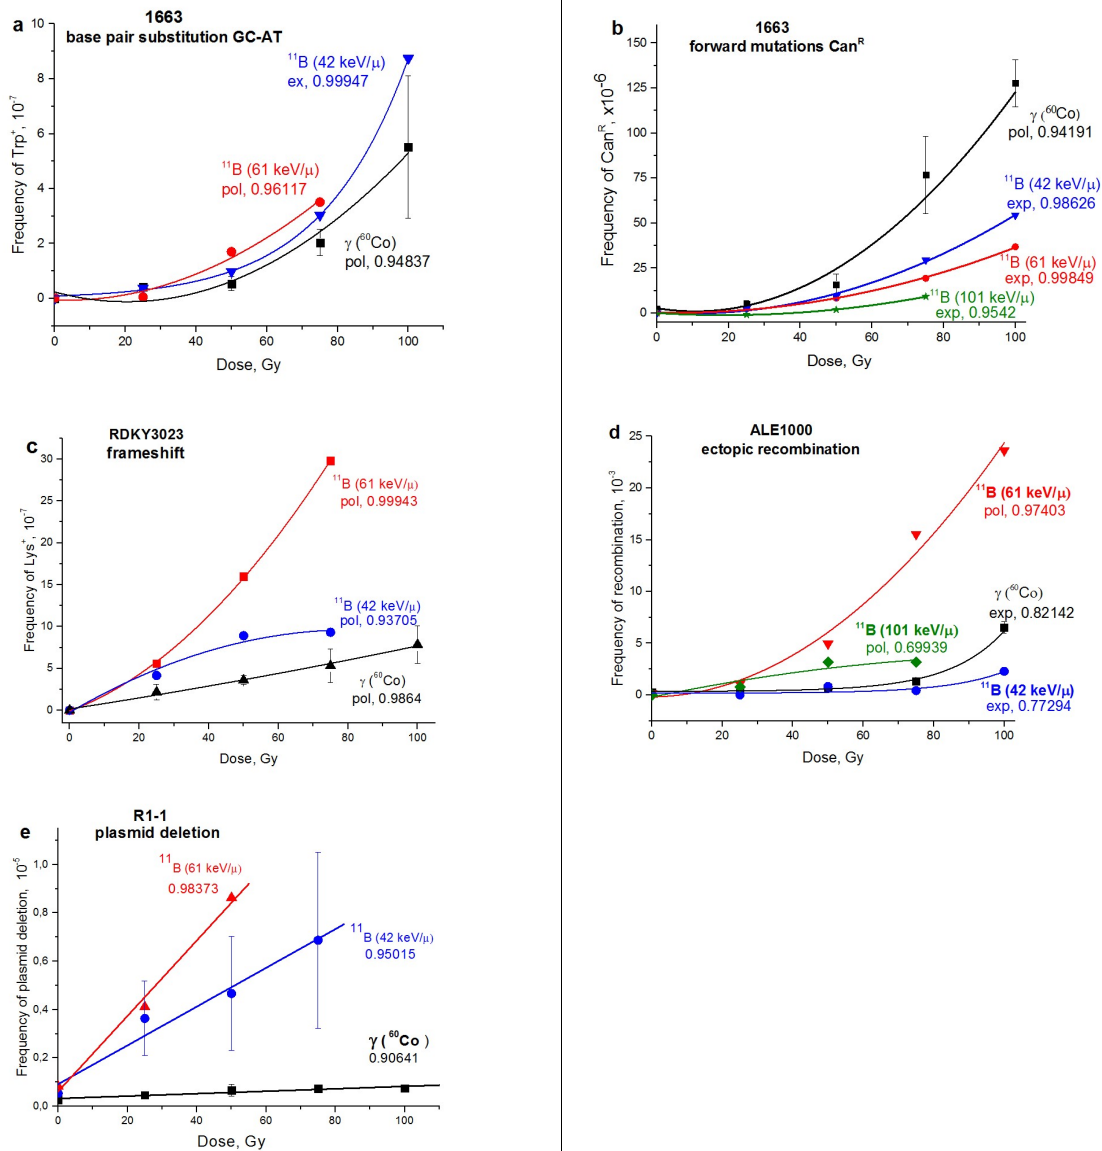 a
1663
base pair substitution GC-AT
10
8
6
4
2
0
Frequency of Trp⁺, 10⁻⁷
¹¹B (42 keV/μ)
ex, 0.99947
¹¹B (61 keV/μ)
pol, 0.96117
γ (⁶⁰Co)
pol, 0.94837
0 20 40 60 80 100
Dose, Gy
b
1663
forward mutations Canᴿ
150
125
100
75
50
25
0
Frequency of Canᴿ, x10⁻⁶
γ (⁶⁰Co)
pol, 0.94191
¹¹B (42 keV/μ)
exp, 0.98626
¹¹B (61 keV/μ)
exp, 0.99849
¹¹B (101 keV/μ)
exp, 0.9542
0 20 40 60 80 100
Dose, Gy
c
RDKY3023
frameshift
30
25
20
15
10
5
0
Frequency of Lys⁺, 10⁻⁷
¹¹B (61 keV/μ)
pol, 0.99943
¹¹B (42 keV/μ)
pol, 0.93705
γ (⁶⁰Co)
pol, 0.9864
0 20 40 60 80 100
Dose, Gy
d
ALE1000
ectopic recombination
25
20
15
10
5
0
Frequency of recombination, 10⁻³
¹¹B (61 keV/μ)
pol, 0.97403
γ (⁶⁰Co)
exp, 0.82142
¹¹B (101 keV/μ)
pol, 0.69939
¹¹B (42 keV/μ)
exp, 0.77294
0 20 40 60 80 100
Dose, Gy
e
R1-1
plasmid deletion
1,0
0,8
0,6
0,4
0,2
0,0
Frequency of plasmid deletion, 10⁻⁵
¹¹B (61 keV/μ)
0.98373
¹¹B (42 keV/μ)
0.95015
γ (⁶⁰Co )
0.90641
0 20 40 60 80 100
Dose, Gy